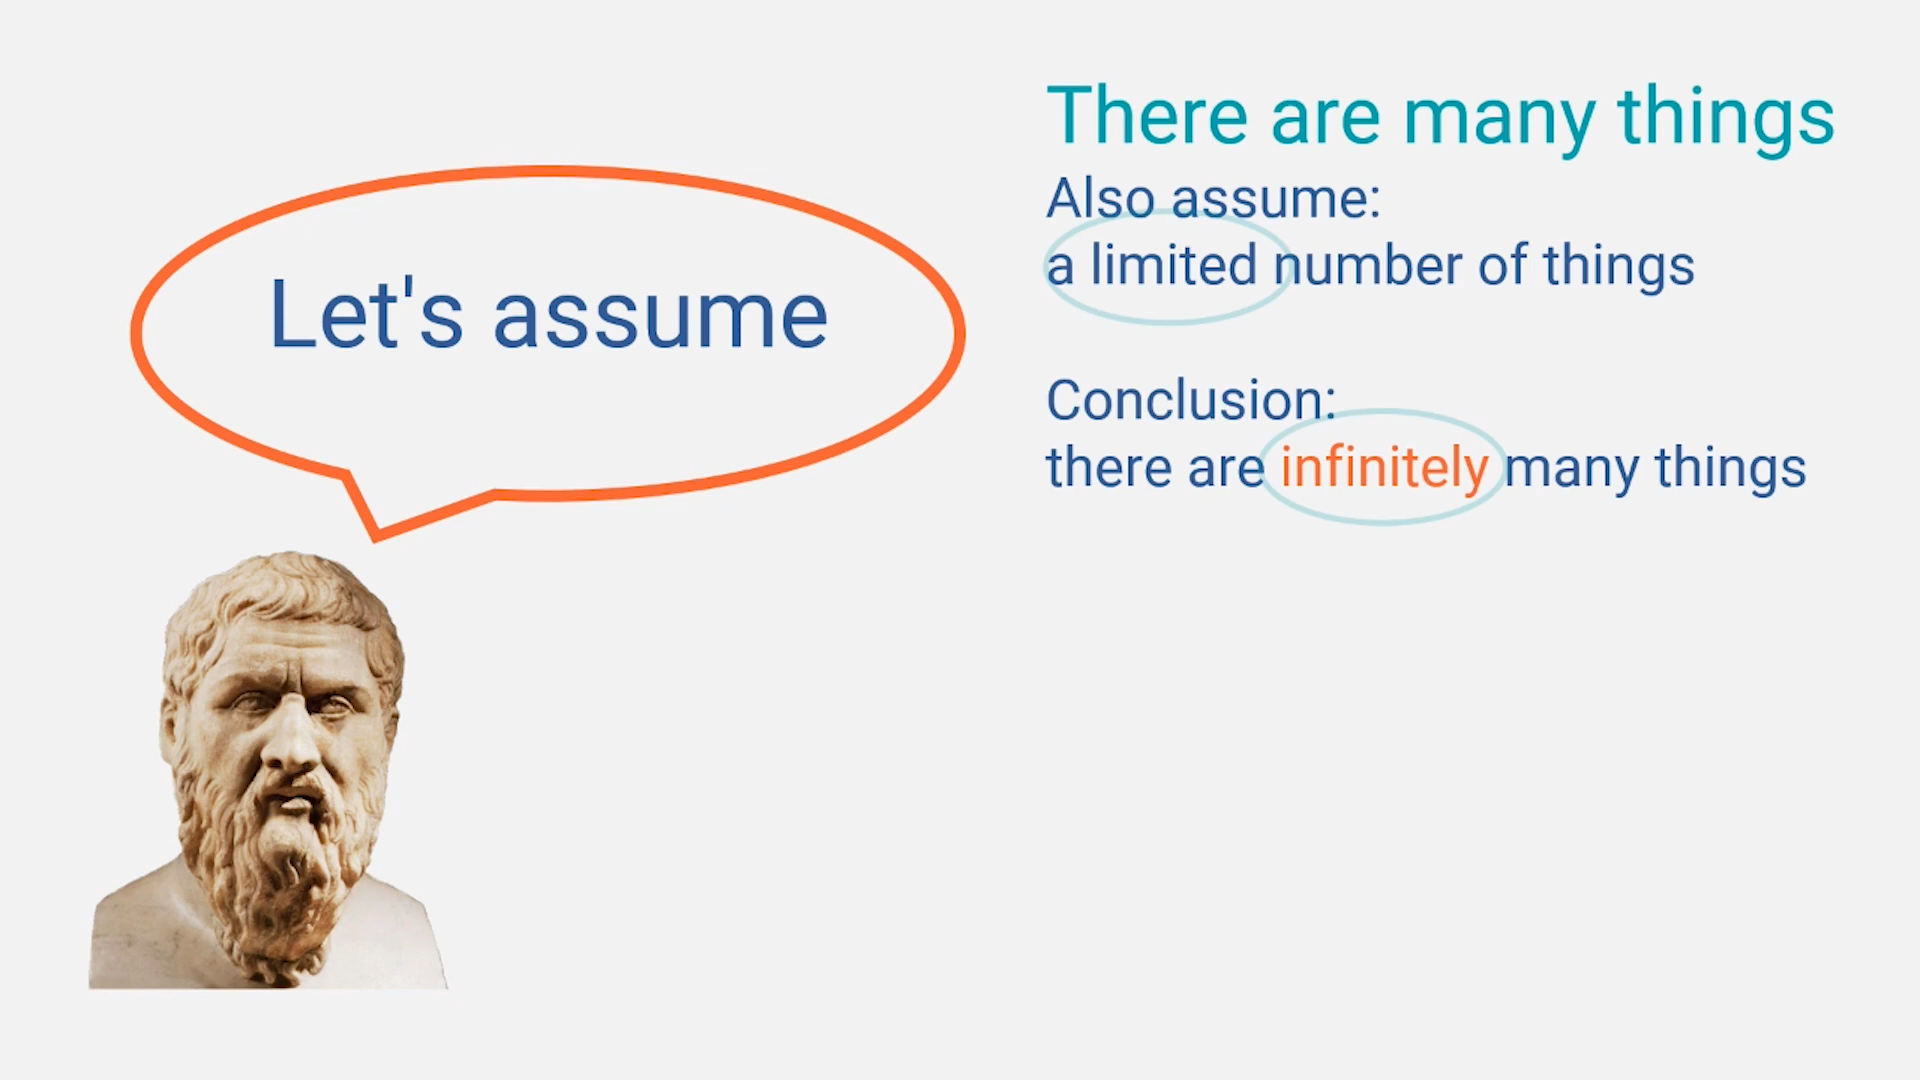 Let's assume
There are many things
Also assume:
a limited number of things
Conclusion:
there are infinitely many things